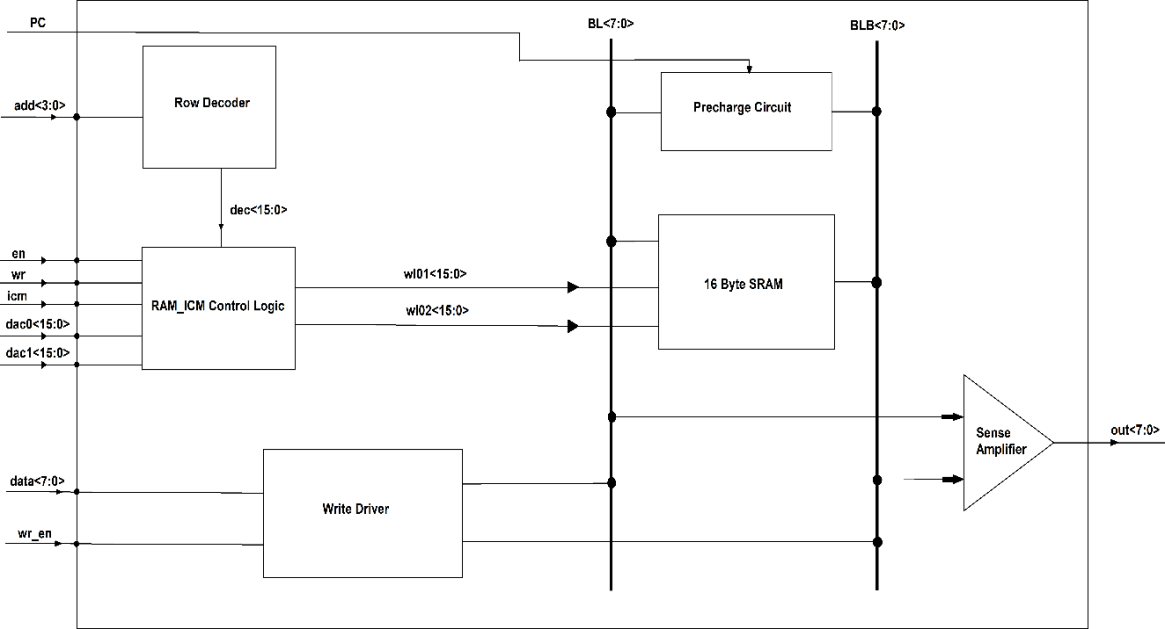 PC
BL<7:0>
BLB<7:0>
add<3:0>
Row Decoder
Precharge Circuit
dec<15:0>
en
wr
icm
dac0<15:0>
dac1<15:0>
RAM_ICM Control Logic
wl01<15:0>
wl02<15:0>
16 Byte SRAM
Sense
Amplifier
out<7:0>
data<7:0>
wr_en
Write Driver